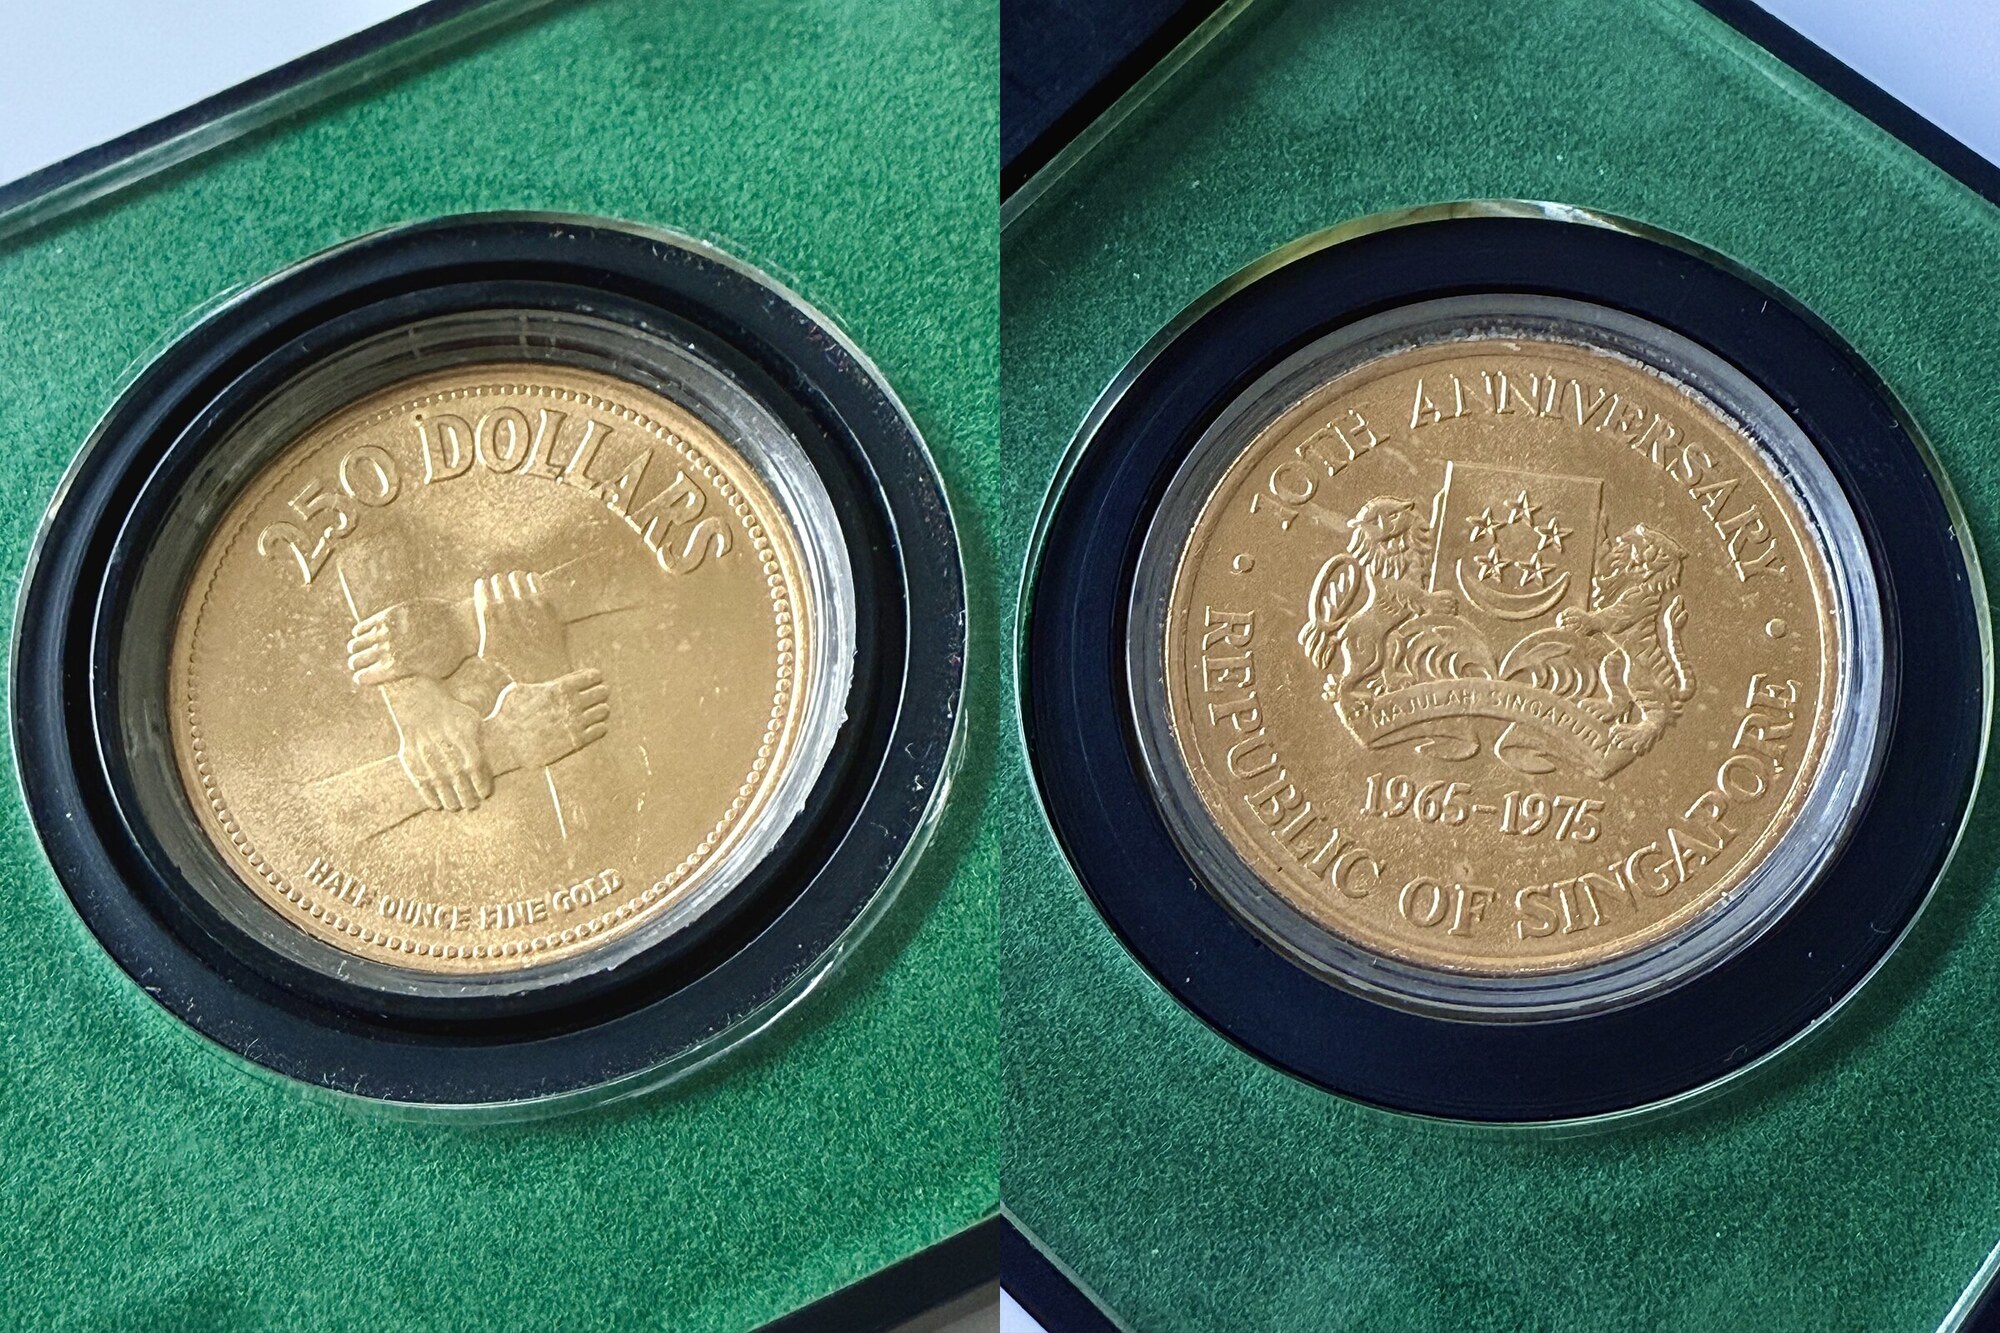 250 DOLLARS
HALF OUNCE FINE GOLD
10TH ANNIVERSARY
MAJULAH SINGAPURA
1965-1975
• REPUBLIC OF SINGAPORE •